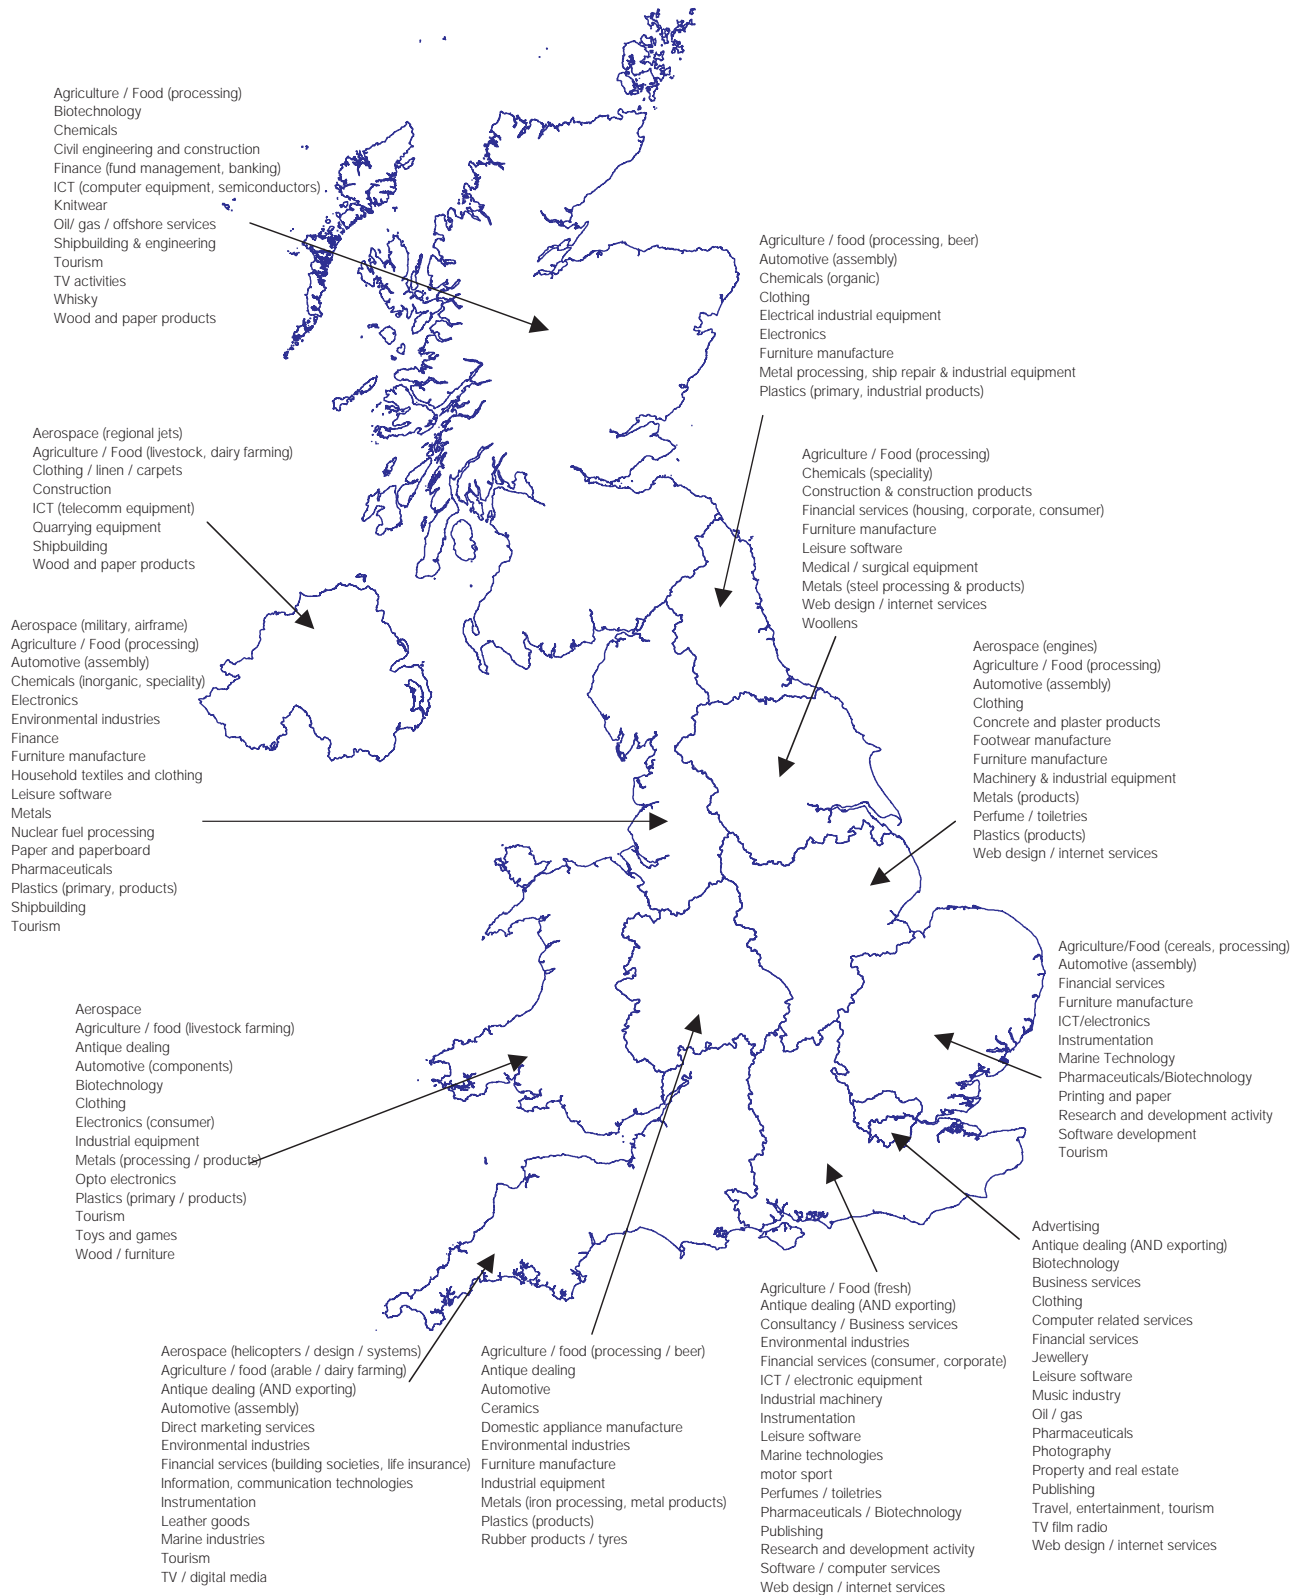 Agriculture / Food (processing)
Biotechnology
Chemicals
Civil engineering and construction
Finance (fund management, banking)
ICT (computer equipment, semiconductors)
Knitwear
Oil/ gas / offshore services
Shipbuilding & engineering
Tourism
TV activities
Whisky
Wood and paper products
Agriculture / food (processing, beer)
Automotive (assembly)
Chemicals (organic)
Clothing
Electrical industrial equipment
Electronics
Furniture manufacture
Metal processing, ship repair & industrial equipment
Plastics (primary, industrial products)
Aerospace (regional jets)
Agriculture / Food (livestock, dairy farming)
Clothing / linen / carpets
Construction
ICT (telecomm equipment)
Quarrying equipment
Shipbuilding
Wood and paper products
Agriculture / Food (processing)
Chemicals (speciality)
Construction & construction products
Financial services (housing, corporate, consumer)
Furniture manufacture
Leisure software
Medical / surgical equipment
Metals (steel processing & products)
Web design / internet services
Woollens
Aerospace (military, airframe)
Agriculture / Food (processing)
Automotive (assembly)
Chemicals (inorganic, speciality)
Electronics
Environmental industries
Finance
Furniture manufacture
Household textiles and clothing
Leisure software
Metals
Nuclear fuel processing
Paper and paperboard
Pharmaceuticals
Plastics (primary, products)
Shipbuilding
Tourism
Aerospace (engines)
Agriculture / Food (processing)
Automotive (assembly)
Clothing
Concrete and plaster products
Footwear manufacture
Furniture manufacture
Machinery & industrial equipment
Metals (products)
Perfume / toiletries
Plastics (products)
Web design / internet services
Agriculture/Food (cereals, processing)
Automotive (assembly)
Financial services
Furniture manufacture
ICT/electronics
Instrumentation
Marine Technology
Pharmaceuticals/Biotechnology
Printing and paper
Research and development activity
Software development
Tourism
Aerospace
Agriculture / food (livestock farming)
Antique dealing
Automotive (components)
Biotechnology
Clothing
Electronics (consumer)
Industrial equipment
Metals (processing / products)
Opto electronics
Plastics (primary / products)
Tourism
Toys and games
Wood / furniture
Aerospace (helicopters / design / systems)
Agriculture / food (arable / dairy farming)
Antique dealing (AND exporting)
Automotive (assembly)
Direct marketing services
Environmental industries
Financial services (building societies, life insurance)
Information, communication technologies
Instrumentation
Leather goods
Marine industries
Tourism
TV / digital media
Agriculture / food (processing / beer)
Antique dealing
Automotive
Ceramics
Domestic appliance manufacture
Environmental industries
Furniture manufacture
Industrial equipment
Metals (iron processing, metal products)
Plastics (products)
Rubber products / tyres
Agriculture / Food (fresh)
Antique dealing (AND exporting)
Consultancy / Business services
Environmental industries
Financial services (consumer, corporate)
ICT / electronic equipment
Industrial machinery
Instrumentation
Leisure software
Marine technologies
motor sport
Perfumes / toiletries
Pharmaceuticals / Biotechnology
Publishing
Research and development activity
Software / computer services
Web design / internet services
Advertising
Antique dealing (AND exporting)
Biotechnology
Business services
Clothing
Computer related services
Financial services
Jewellery
Leisure software
Music industry
Oil / gas
Pharmaceuticals
Photography
Property and real estate
Publishing
Travel, entertainment, tourism
TV film radio
Web design / internet services